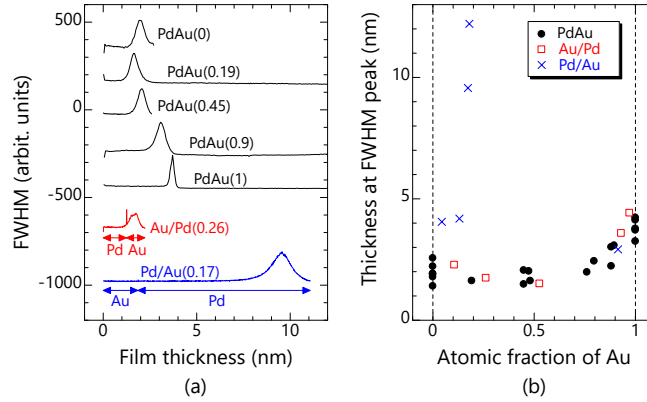 (a)
500
0
-500
-1000
FWHM (arbit. units)
PdAu(0)
PdAu(0.19)
PdAu(0.45)
PdAu(0.9)
PdAu(1)
Au/Pd(0.26)
Pd Au
Pd/Au(0.17)
Au Pd
0 5 10
Film thickness (nm)
(a)
(b)
10
5
0
Thickness at FWHM peak (nm)
PdAu
Au/Pd
Pd/Au
0 0.5 1
Atomic fraction of Au
(b)